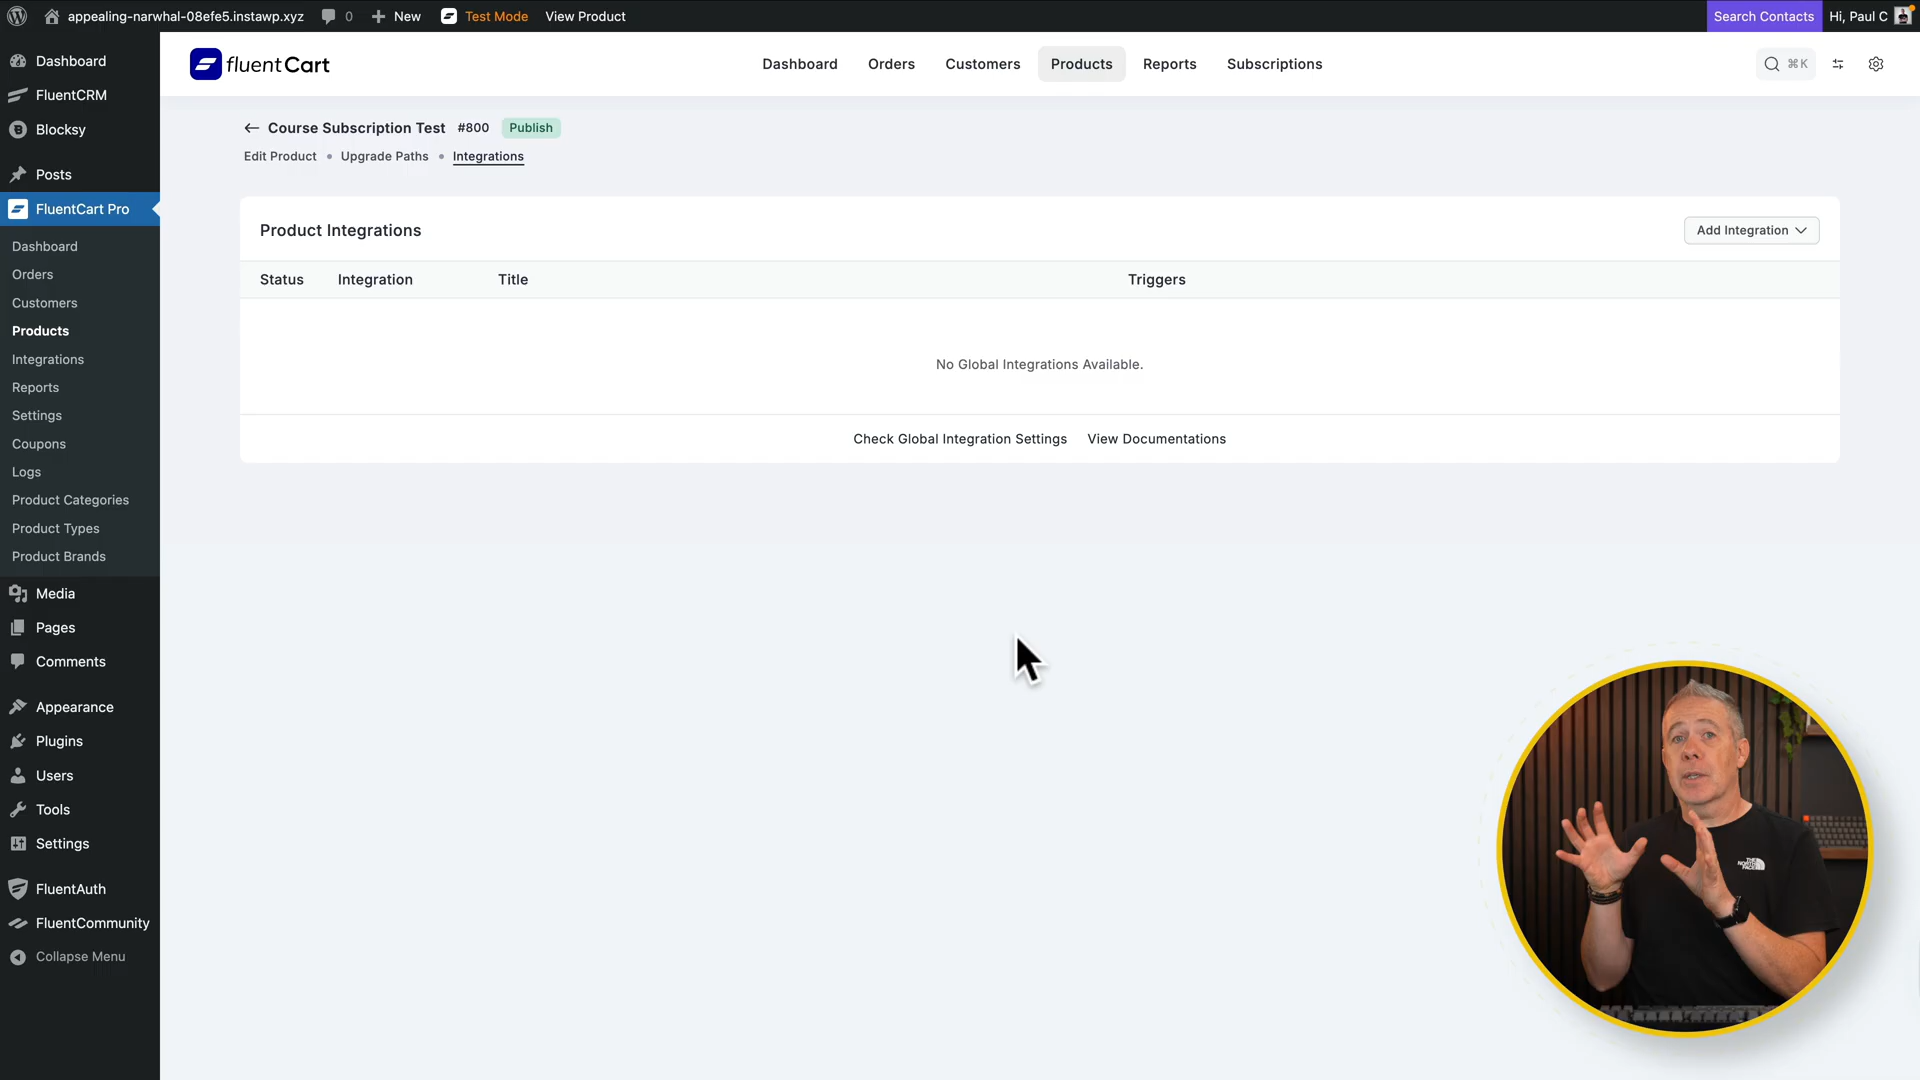 appealing-narwhal-08efe5.instawp.xyz 0 New Test Mode View Product Search Contacts Hi, Paul C
Dashboard
FluentCRM
Blocksy
Posts
FluentCart Pro
Dashboard
Orders
Customers
Products
Integrations
Reports
Settings
Coupons
Logs
Product Categories
Product Types
Product Brands
Media
Pages
Comments
Appearance
Plugins
Users
Tools
Settings
FluentAuth
FluentCommunity
Collapse Menu
fluentCart Dashboard Orders Customers Products Reports Subscriptions ⌘K
Course Subscription Test #800 Publish
Edit Product • Upgrade Paths • Integrations
Product Integrations Add Integration
Status Integration Title Triggers
No Global Integrations Available.
Check Global Integration Settings View Documentations
THE NORTH FACE